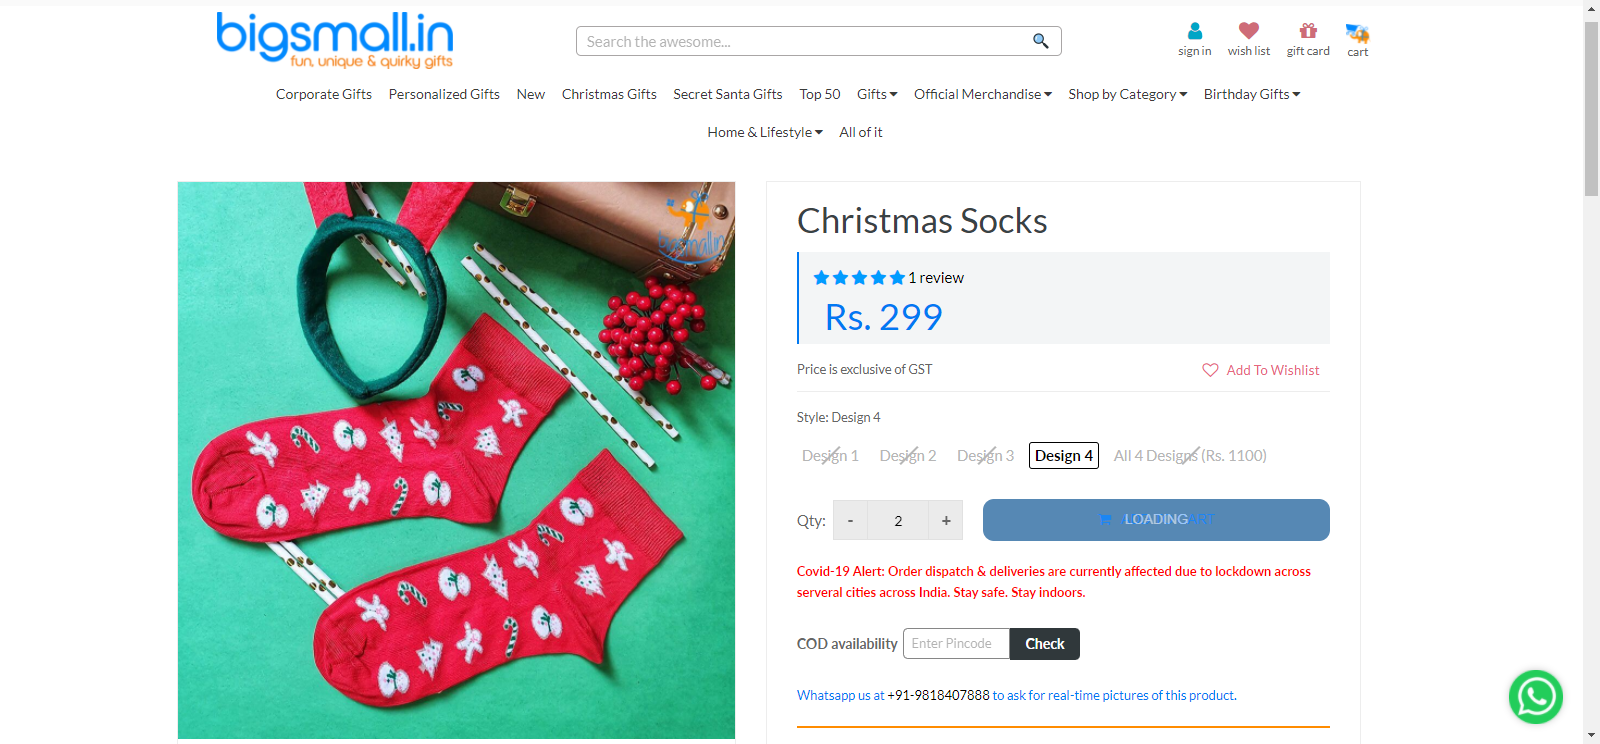 bigsmall.in
fun, unique & quirky gifts
Search the awesome...
sign in
wish list
gift card
cart
Corporate Gifts
Personalized Gifts
New
Christmas Gifts
Secret Santa Gifts
Top 50
Gifts
Official Merchandise
Shop by Category
Birthday Gifts
Home & Lifestyle
All of it
bigsmall.in
Christmas Socks
1 review
Rs. 299
Price is exclusive of GST
Add To Wishlist
Style: Design 4
Design 1
Design 2
Design 3
Design 4
All 4 Designs (Rs. 1100)
Qty:
-
2
+
LOADING
Covid-19 Alert: Order dispatch & deliveries are currently affected due to lockdown across
serveral cities across India. Stay safe. Stay indoors.
COD availability
Enter Pincode
Check
Whatsapp us at +91-9818407888 to ask for real-time pictures of this product.